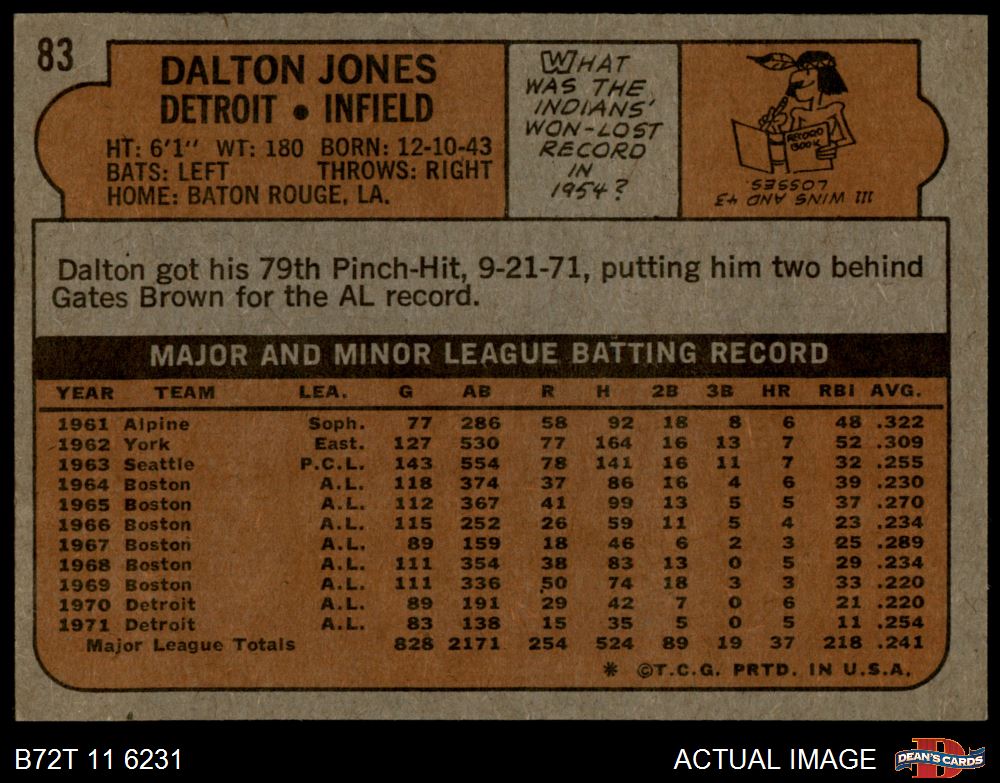 83
DALTON JONES
DETROIT • INFIELD
HT: 6'1" WT: 180 BORN: 12-10-43
BATS: LEFT THROWS: RIGHT
HOME: BATON ROUGE, LA.
WHAT
WAS THE
INDIANS'
WON-LOST
RECORD
IN
1954?
RECORD
BOOK
111 WINS AND 43
LOSSES.
Dalton got his 79th Pinch-Hit, 9-21-71, putting him two behind
Gates Brown for the AL record.
MAJOR AND MINOR LEAGUE BATTING RECORD
YEAR TEAM LEA. G AB R H 2B 3B HR RBI AVG.
1961 Alpine Soph. 77 286 58 92 18 8 6 48 .322
1962 York East. 127 530 77 164 16 13 7 52 .309
1963 Seattle P.C.L. 143 554 78 141 16 11 7 32 .255
1964 Boston A.L. 118 374 37 86 16 4 6 39 .230
1965 Boston A.L. 112 367 41 99 13 5 5 37 .270
1966 Boston A.L. 115 252 26 59 11 5 4 23 .234
1967 Boston A.L. 89 159 18 46 6 2 3 25 .289
1968 Boston A.L. 111 354 38 83 13 0 5 29 .234
1969 Boston A.L. 111 336 50 74 18 3 3 33 .220
1970 Detroit A.L. 89 191 29 42 7 0 6 21 .220
1971 Detroit A.L. 83 138 15 35 5 0 5 11 .254
Major League Totals 828 2171 254 524 89 19 37 218 .241
* ©T.C.G. PRTD. IN U.S.A.
B72T 11 6231
ACTUAL IMAGE
D
DEAN'S CARDS